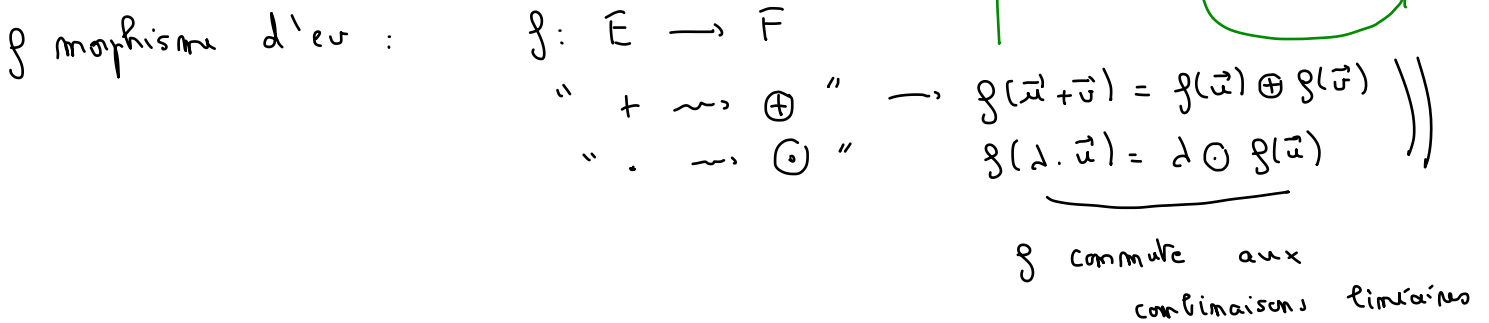 f morphisme d'ev : f: E ⟶ F
" + ⇝ ⊕ " ⟶ f(u⃗ + v⃗) = f(u⃗) ⊕ f(v⃗)
" . ⇝ ⊙ " f(λ . u⃗) = λ ⊙ f(u⃗)
f commute aux
combinaisons linéaires